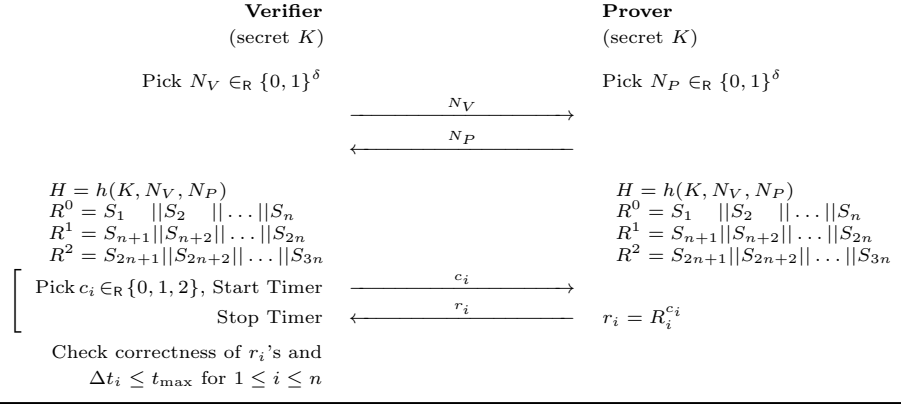 Verifier Prover
(secret K) (secret K)
Pick N_V ∈_R {0, 1}^δ Pick N_P ∈_R {0, 1}^δ
N_V
N_P
H = h(K, N_V, N_P) H = h(K, N_V, N_P)
R^0 = S_1 ||S_2 || . . . ||S_n R^0 = S_1 ||S_2 || . . . ||S_n
R^1 = S_{n+1}||S_{n+2}|| . . . ||S_{2n} R^1 = S_{n+1}||S_{n+2}|| . . . ||S_{2n}
R^2 = S_{2n+1}||S_{2n+2}|| . . . ||S_{3n} R^2 = S_{2n+1}||S_{2n+2}|| . . . ||S_{3n}
Pick c_i ∈_R {0, 1, 2}, Start Timer c_i
Stop Timer r_i r_i = R_i^{c_i}
Check correctness of r_i's and
Δt_i ≤ t_max for 1 ≤ i ≤ n